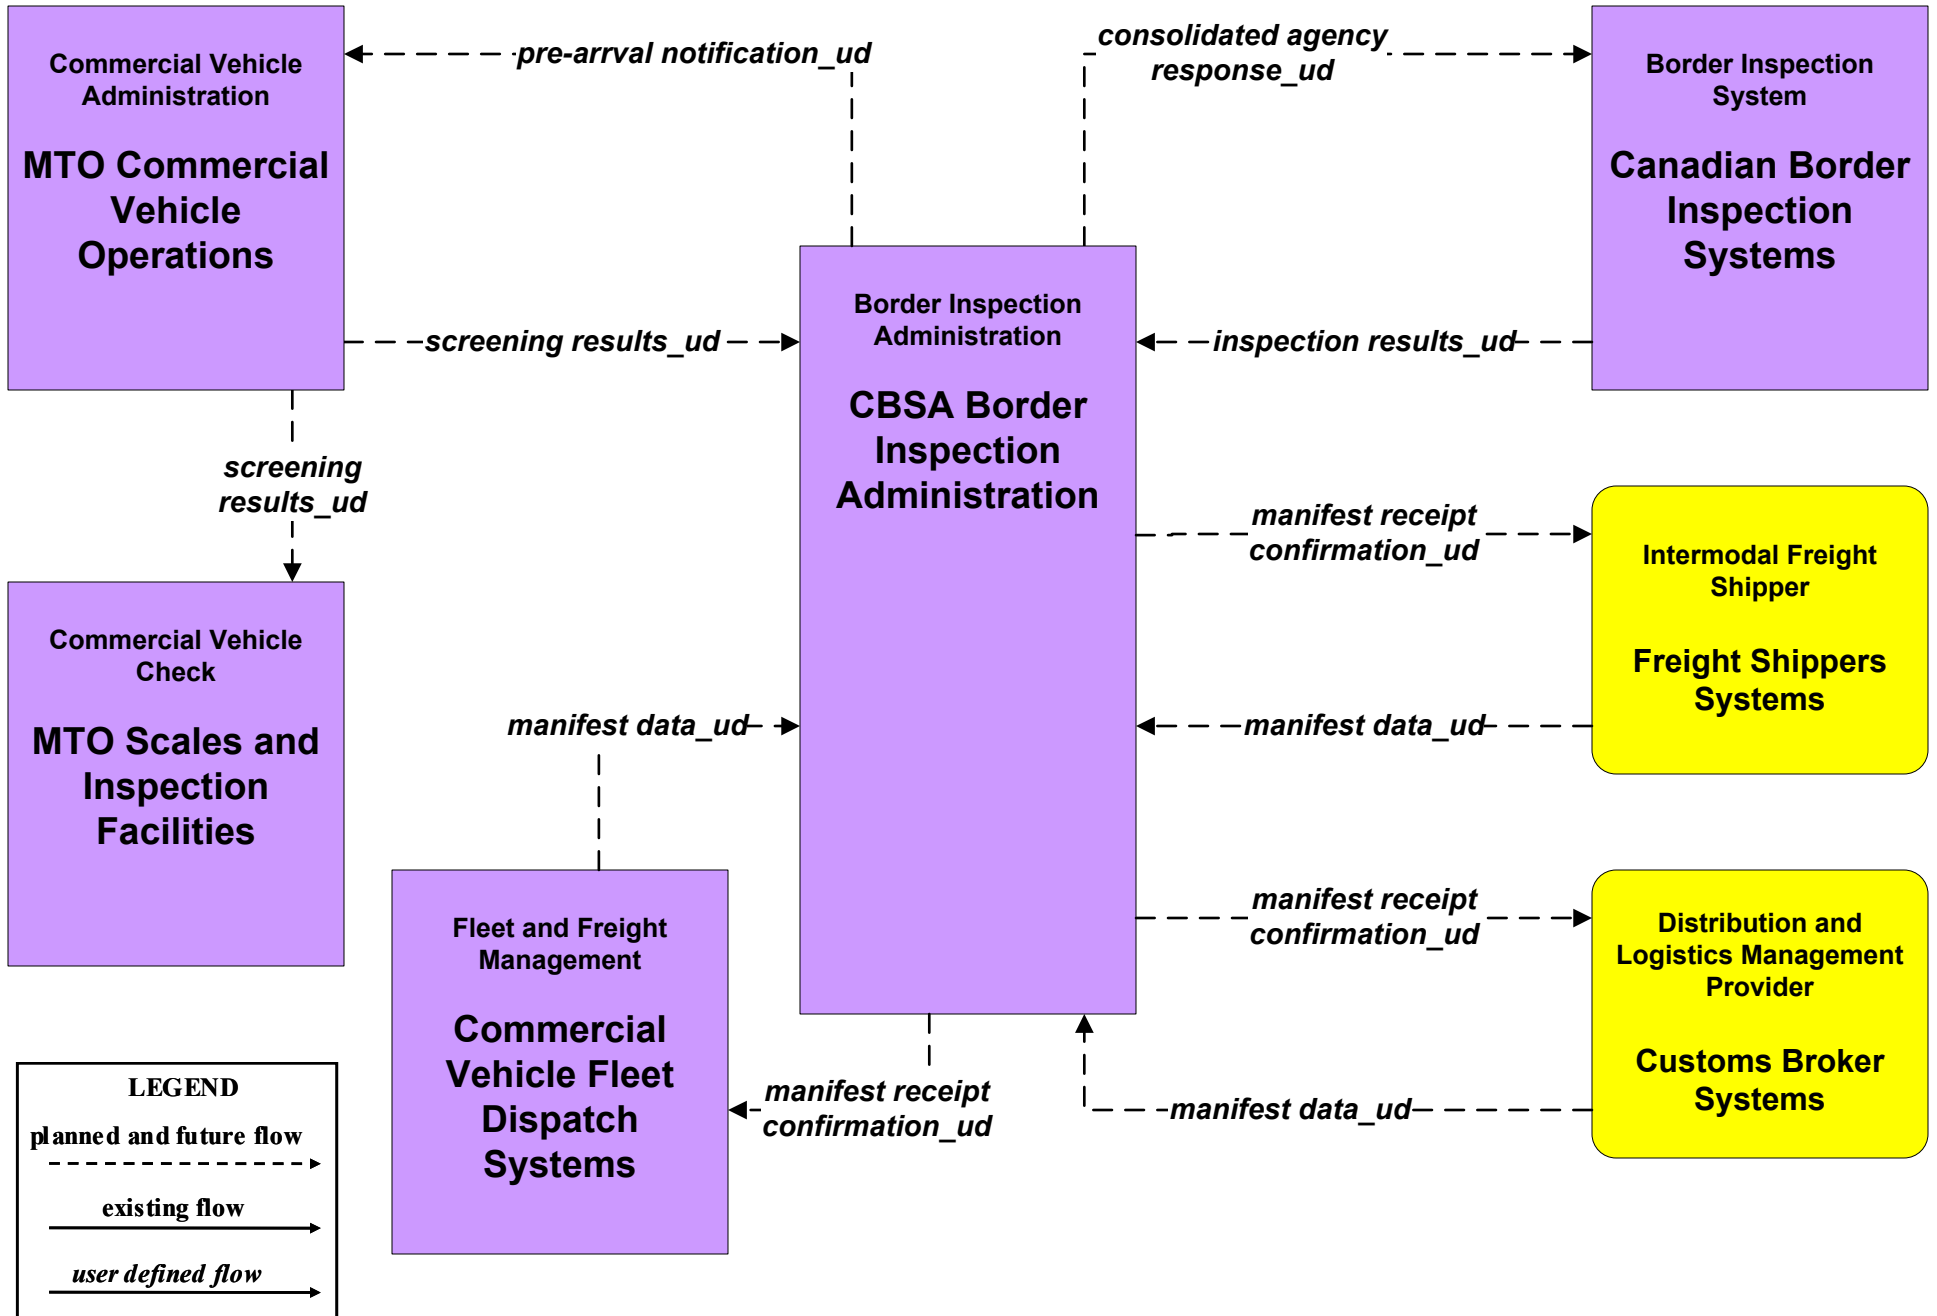 Commercial Vehicle
Administration
MTO Commercial
Vehicle
Operations
pre-arrval notification_ud
consolidated agency
response_ud
Border Inspection
System
Canadian Border
Inspection
Systems
screening results_ud
Border Inspection
Administration
CBSA Border
Inspection
Administration
inspection results_ud
screening
results_ud
manifest receipt
confirmation_ud
Intermodal Freight
Shipper
Freight Shippers
Systems
Commercial Vehicle
Check
MTO Scales and
Inspection
Facilities
manifest data_ud
manifest data_ud
Fleet and Freight
Management
Commercial
Vehicle Fleet
Dispatch
Systems
manifest receipt
confirmation_ud
Distribution and
Logistics Management
Provider
Customs Broker
Systems
manifest receipt
confirmation_ud
manifest data_ud
LEGEND
planned and future flow
existing flow
user defined flow